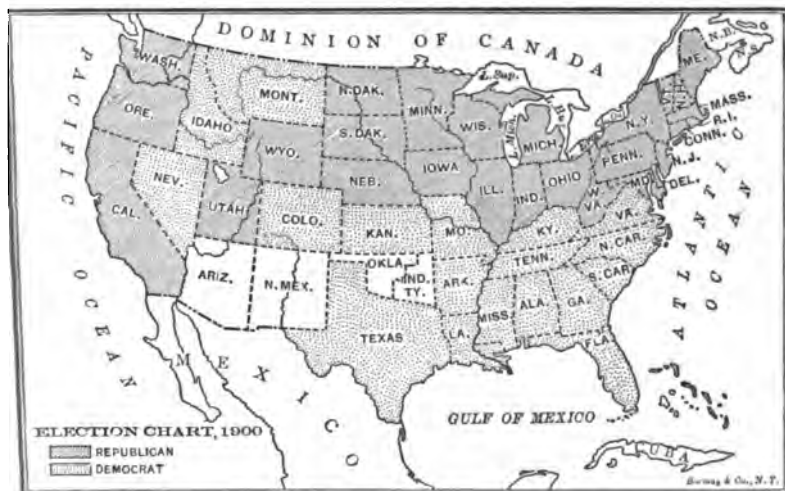 DOMINION OF CANADA
PACIFIC OCEAN
WASH.
ORE.
CAL.
IDAHO
NEV.
MONT.
WYO.
UTAH
COLO.
ARIZ.
N. MEX.
N. DAK.
S. DAK.
NEB.
KAN.
OKLA.
IND. TY.
TEXAS
MINN.
IOWA
MO.
ARK.
LA.
WIS.
ILL.
L. Sup.
L. Mich.
MICH.
IND.
OHIO
KY.
TENN.
MISS.
ALA.
GA.
FLA.
S. CAR.
N. CAR.
VA.
W. VA.
MD.
DEL.
PENN.
N. J.
N.Y.
CONN.
R. I.
MASS.
N.H.
ME.
N.B.
ATLANTIC OCEAN
MEXICO
GULF OF MEXICO
CUBA
ELECTION CHART, 1900
REPUBLICAN
DEMOCRAT